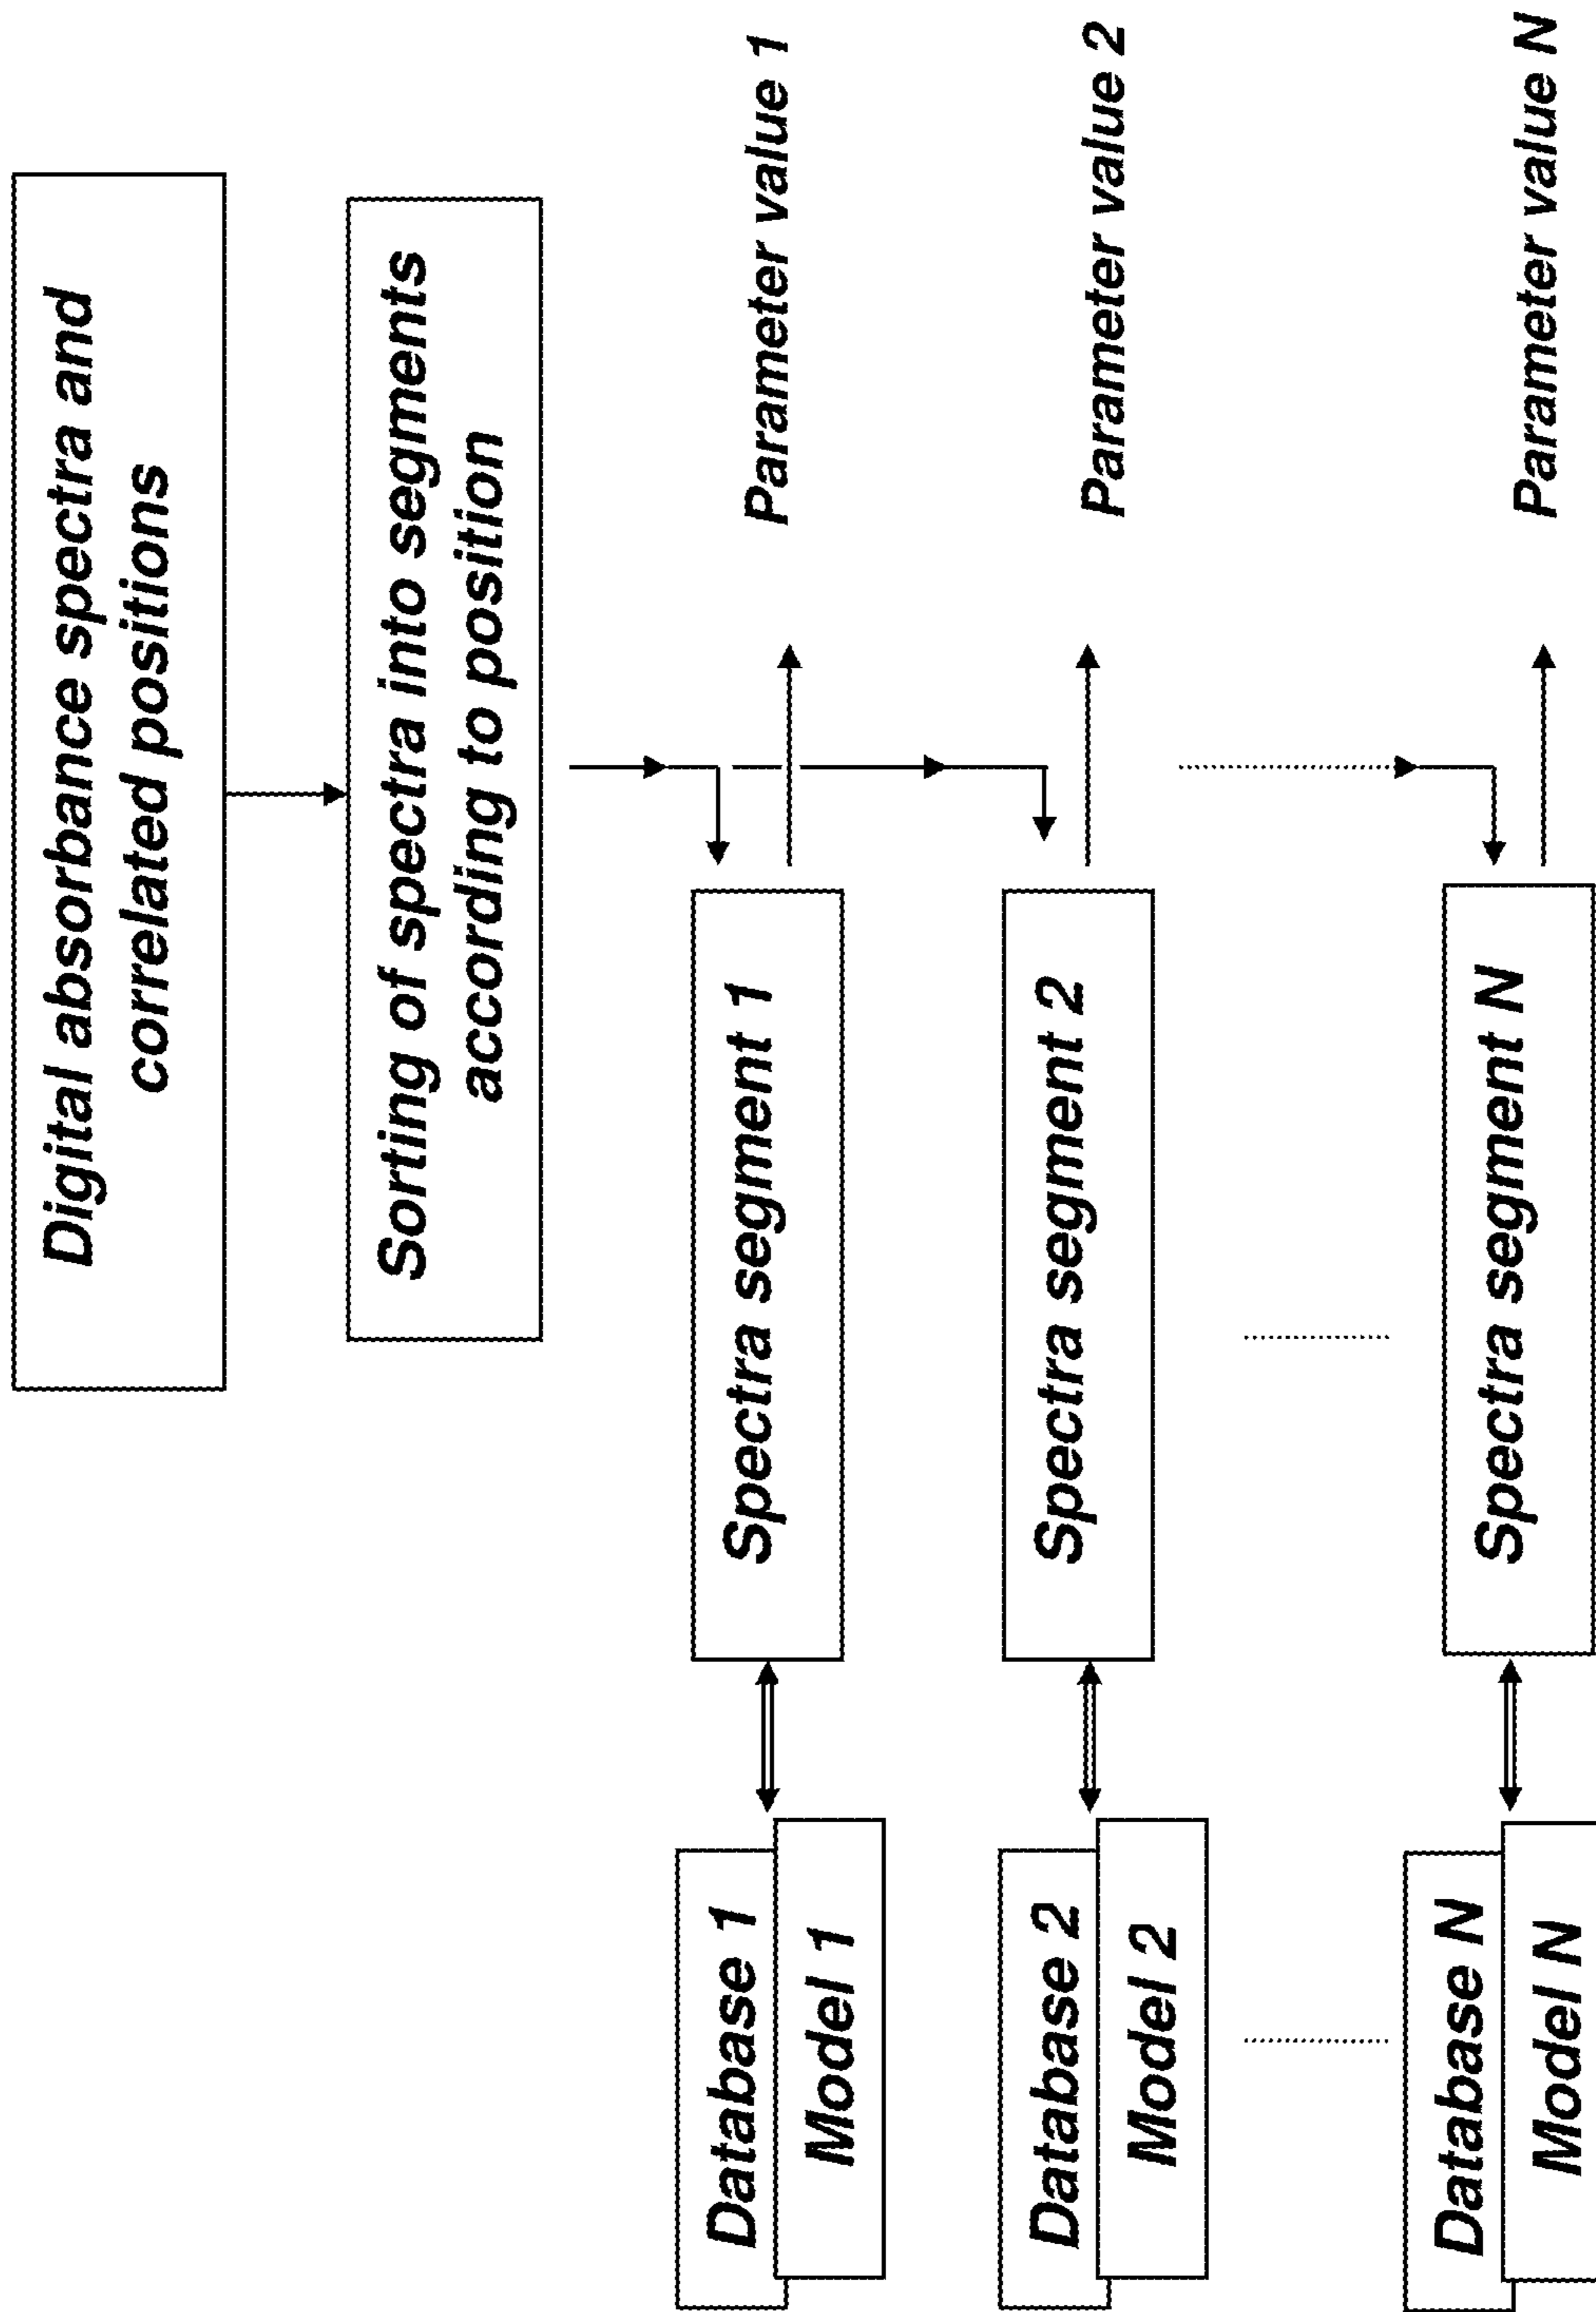 Digital absorbance spectra and
correlated positions
Sorting of spectra into segments
according to position
Database 1
Model 1
Spectra segment 1
Parameter value 1
Database 2
Model 2
Spectra segment 2
Parameter value 2
Database N
Model N
Spectra segment N
Parameter value N